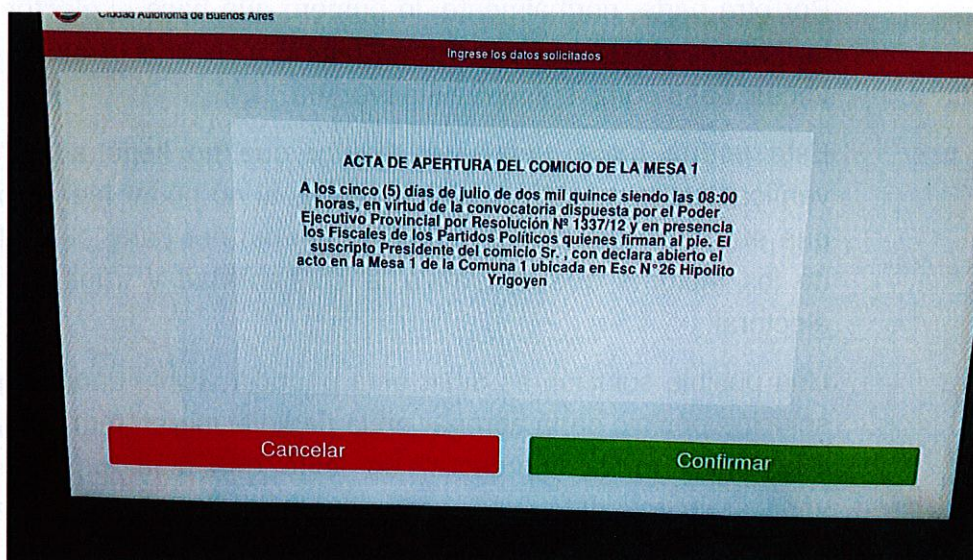 Ciudad Autónoma de Buenos Aires
Ingrese los datos solicitados
ACTA DE APERTURA DEL COMICIO DE LA MESA 1
A los cinco (5) días de julio de dos mil quince siendo las 08:00
horas, en virtud de la convocatoria dispuesta por el Poder
Ejecutivo Provincial por Resolución Nº 1337/12 y en presencia
los Fiscales de los Partidos Políticos quienes firman al pie. El
suscripto Presidente del comicio Sr. , con declara abierto el
acto en la Mesa 1 de la Comuna 1 ubicada en Esc N°26 Hipolito
Yrigoyen
Cancelar
Confirmar